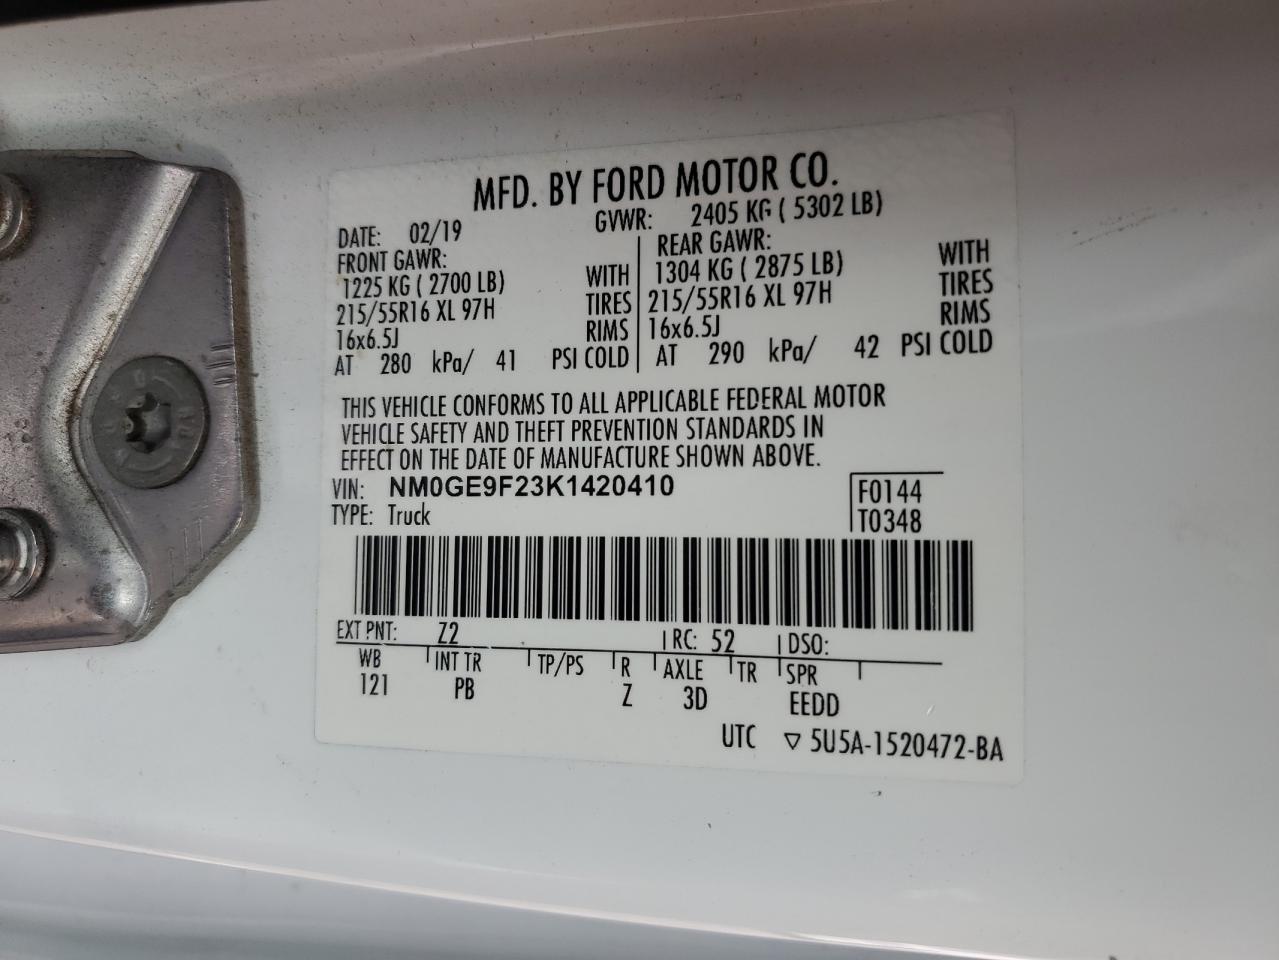 MFD. BY FORD MOTOR CO.
DATE: 02/19 GVWR: 2405 KG ( 5302 LB)
FRONT GAWR: REAR GAWR:
1225 KG ( 2700 LB) WITH 1304 KG ( 2875 LB) WITH
215/55R16 XL 97H TIRES 215/55R16 XL 97H TIRES
16x6.5J RIMS 16x6.5J RIMS
AT 280 kPa/ 41 PSI COLD AT 290 kPa/ 42 PSI COLD
THIS VEHICLE CONFORMS TO ALL APPLICABLE FEDERAL MOTOR
VEHICLE SAFETY AND THEFT PREVENTION STANDARDS IN
EFFECT ON THE DATE OF MANUFACTURE SHOWN ABOVE.
VIN: NM0GE9F23K1420410 F0144
TYPE: Truck T0348
EXT PNT: Z2 RC: 52 DSO:
WB INT TR TP/PS R AXLE TR SPR
121 PB Z 3D EEDD
UTC ▽ 5U5A-1520472-BA